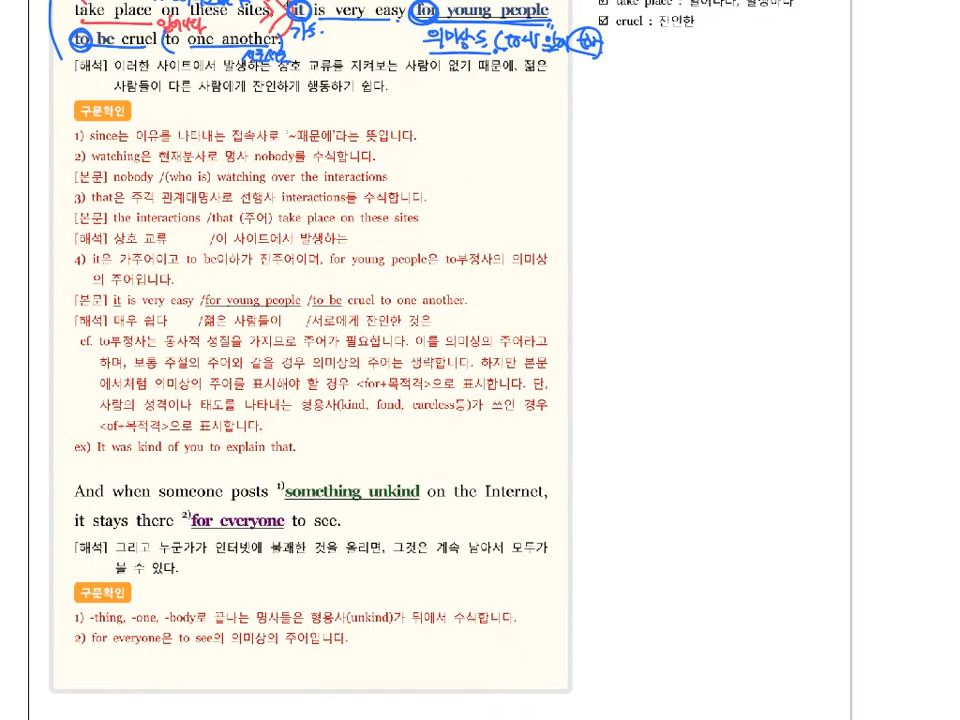 take place on these sites, it is very easy for young people
일어나다
가주
to be cruel to one another.
의미상S
[해석] 이러한 사이트에서 발생하는 상호 교류를 지켜보는 사람이 없기 때문에, 젊은
사람들이 다른 사람에게 잔인하게 행동하기 쉽다.
구문확인
1) since는 이유를 나타내는 접속사로 '~때문에'라는 뜻입니다.
2) watching은 현재분사로 명사 nobody를 수식합니다.
[본문] nobody /(who is) watching over the interactions
3) that은 주격 관계대명사로 선행사 interactions를 수식합니다.
[본문] the interactions /that (주어) take place on these sites
[해석] 상호 교류 /이 사이트에서 발생하는
4) it은 가주어이고 to be이하가 진주어이며, for young people은 to부정사의 의미상
의 주어입니다.
[본문] it is very easy /for young people /to be cruel to one another.
[해석] 매우 쉽다 /젊은 사람들이 /서로에게 잔인한 것은
cf. to부정사는 동사적 성질을 가지므로 주어가 필요합니다. 이를 의미상의 주어라고
하며, 보통 주절의 주어와 같을 경우 의미상의 주어는 생략합니다. 하지만 본문
에서처럼 의미상의 주어를 표시해야 할 경우 <for+목적격>으로 표시합니다. 단,
사람의 성격이나 태도를 나타내는 형용사(kind, fond, careless등)가 쓰인 경우
<of+목적격>으로 표시합니다.
ex) It was kind of you to explain that.
And when someone posts 1)something unkind on the Internet,
it stays there 2)for everyone to see.
[해석] 그리고 누군가가 인터넷에 불쾌한 것을 올리면, 그것은 계속 남아서 모두가
볼 수 있다.
구문확인
1) -thing, -one, -body로 끝나는 명사들은 형용사(unkind)가 뒤에서 수식합니다.
2) for everyone은 to see의 의미상의 주어입니다.
☑ take place : 일어나다, 발생하다
☑ cruel : 잔인한